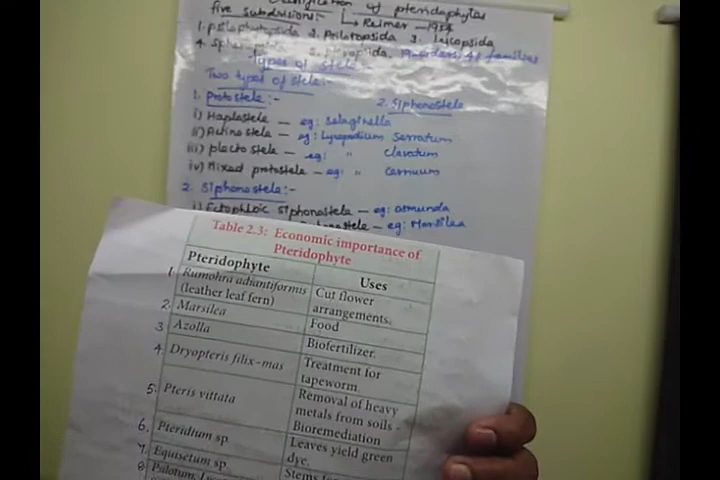 Classification of pteridophytes
five subdivisions:- Reimer - 1954
1. psilophytopsida 2. Psilotopsida 3. Lycopsida
4. 5. 
Types of Stele:-
Two types of Stele:-
1. Protostele:- 2. Siphonostele
i) Haplostele - eg: Selaginella
ii) Actinostele - eg: Lycopodium Serratum
iii) plectostele - eg: " clavatum
iv) Mixed protostele - eg: " cernuum
2. Siphonostele:-
i) Ectophloic siphonostele - eg: osmunda
eg: Marsilea
Table 2.3: Economic importance of
Pteridophyte
Pteridophyte Uses
1. Rumohra adiantiformis
(leather leaf fern) Cut flower
arrangements.
2. Marsilea Food
3 Azolla Biofertilizer.
4. Dryopteris filix-mas Treatment for
tapeworm.
5. Pteris vittata Removal of heavy
metals from soils -
Bioremediation
6. Pteridium sp. Leaves yield green
dye.
7. Equisetum sp. Stems
8 Psilotum,